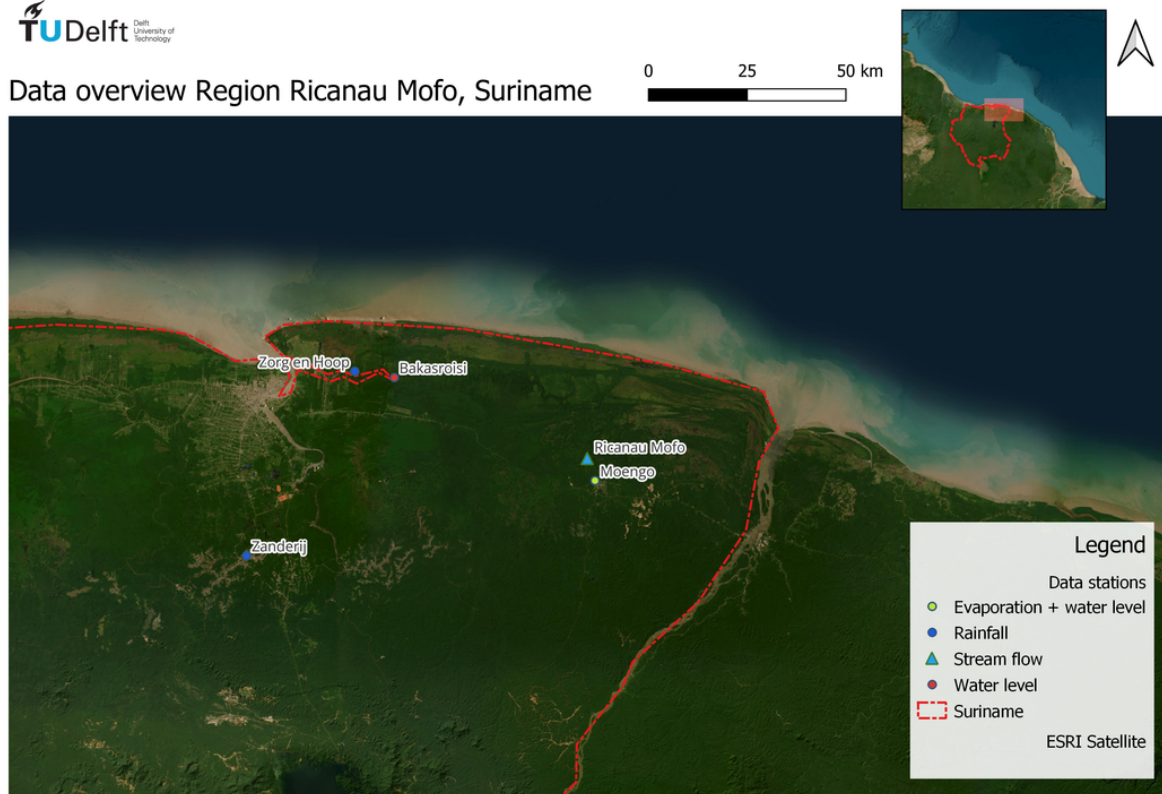 TUDelft
Delft
University of
Technology
Data overview Region Ricanau Mofo, Suriname
0 25 50 km
Zorg en Hoop
Bakasroisi
Ricanau Mofo
Moengo
Zanderij
Legend
Data stations
Evaporation + water level
Rainfall
Stream flow
Water level
Suriname
ESRI Satellite